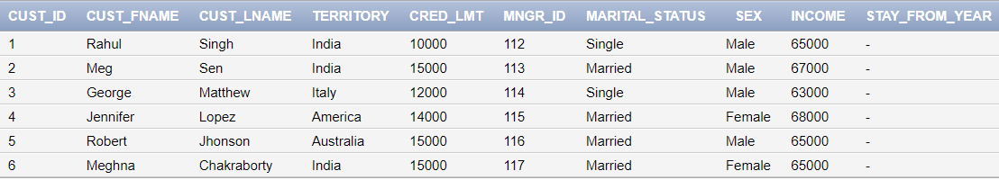 CUST_ID CUST_FNAME CUST_LNAME TERRITORY CRED_LMT MNGR_ID MARITAL_STATUS SEX INCOME STAY_FROM_YEAR
1 Rahul Singh India 10000 112 Single Male 65000 -
2 Meg Sen India 15000 113 Married Male 67000 -
3 George Matthew Italy 12000 114 Single Male 63000 -
4 Jennifer Lopez America 14000 115 Married Female 68000 -
5 Robert Jhonson Australia 15000 116 Married Male 65000 -
6 Meghna Chakraborty India 15000 117 Married Female 65000 -